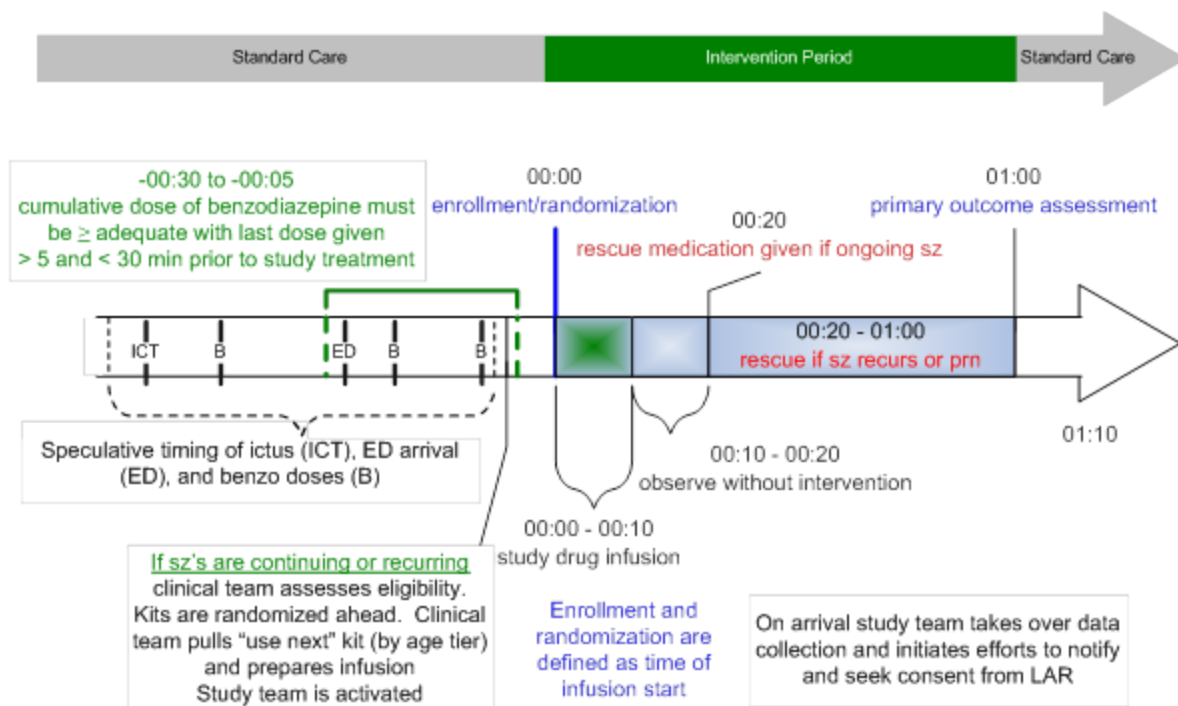 Standard Care
Intervention Period
Standard Care
-00:30 to -00:05
cumulative dose of benzodiazepine must
be ≥ adequate with last dose given
> 5 and < 30 min prior to study treatment
00:00
enrollment/randomization
00:20
rescue medication given if ongoing sz
01:00
primary outcome assessment
ICT
B
ED
B
B
00:20 - 01:00
rescue if sz recurs or prn
01:10
Speculative timing of ictus (ICT), ED arrival
(ED), and benzo doses (B)
00:10 - 00:20
observe without intervention
00:00 - 00:10
study drug infusion
If sz's are continuing or recurring
clinical team assesses eligibility.
Kits are randomized ahead. Clinical
team pulls “use next” kit (by age tier)
and prepares infusion
Study team is activated
Enrollment and
randomization are
defined as time of
infusion start
On arrival study team takes over data
collection and initiates efforts to notify
and seek consent from LAR